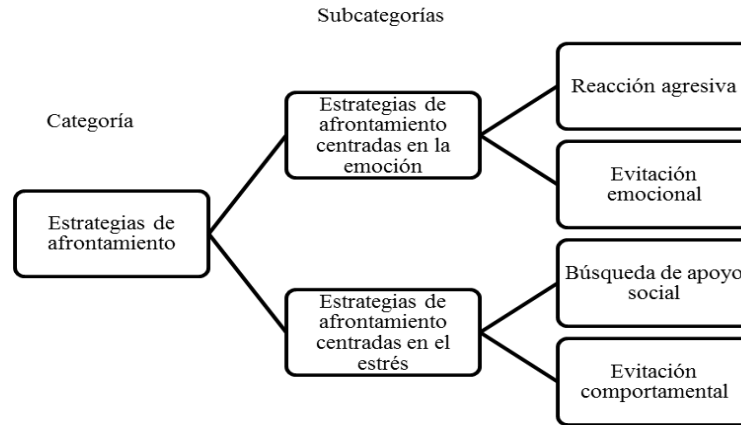 Subcategorías
Categoría
Estrategias de
afrontamiento
Estrategias de
afrontamiento
centradas en la
emoción
Reacción agresiva
Evitación
emocional
Estrategias de
afrontamiento
centradas en el
estrés
Búsqueda de apoyo
social
Evitación
comportamental